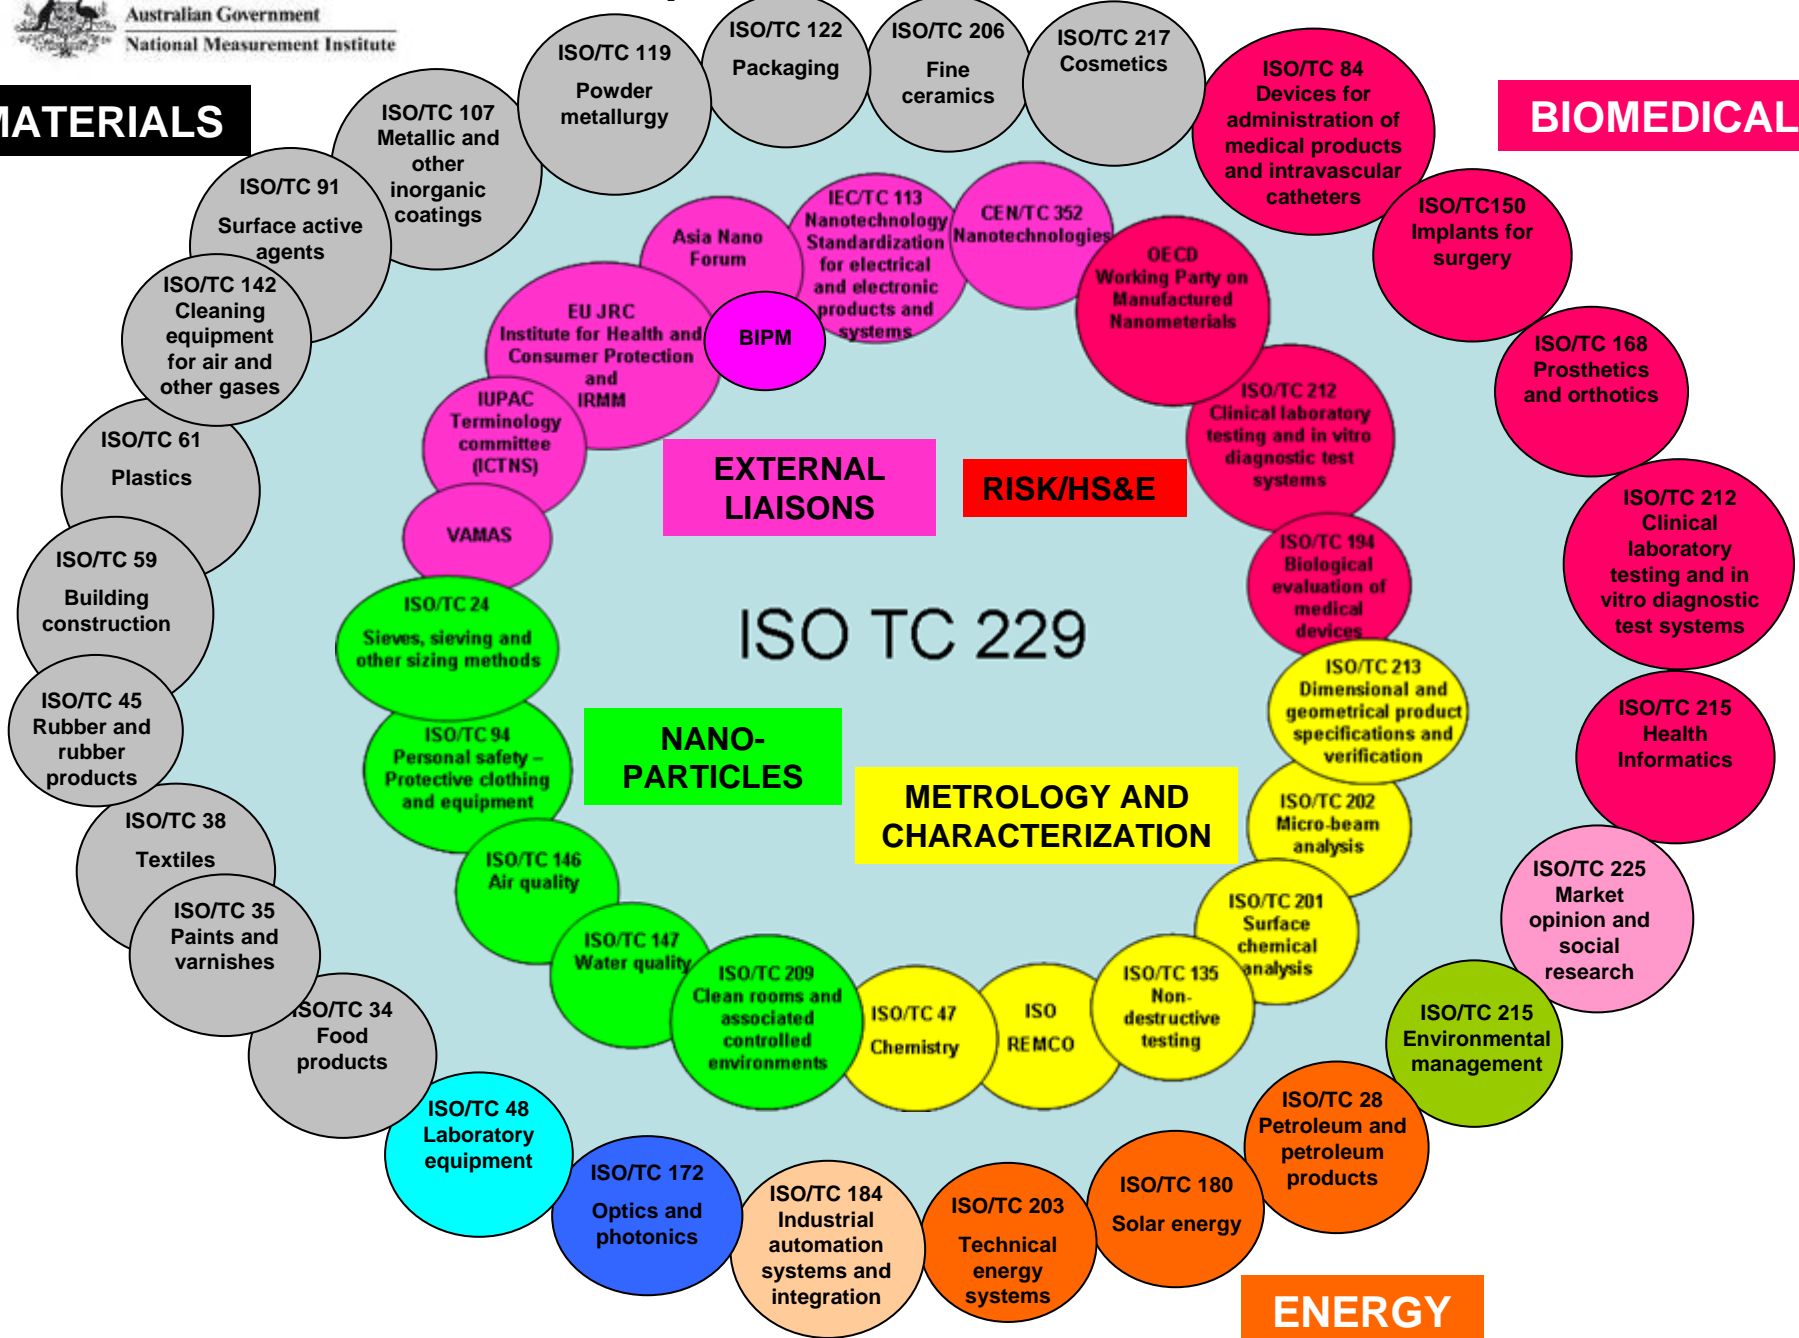 Australian Government
National Measurement Institute
MATERIALS
BIOMEDICAL
ISO/TC 119
Powder
metallurgy
ISO/TC 122
Packaging
ISO/TC 206
Fine
ceramics
ISO/TC 217
Cosmetics
ISO/TC 84
Devices for
administration of
medical products
and intravascular
catheters
ISO/TC150
Implants for
surgery
ISO/TC 168
Prosthetics
and orthotics
ISO/TC 212
Clinical
laboratory
testing and in
vitro diagnostic
test systems
ISO/TC 215
Health
Informatics
ISO/TC 225
Market
opinion and
social
research
ISO/TC 215
Environmental
management
ISO/TC 28
Petroleum and
petroleum
products
ISO/TC 180
Solar energy
ISO/TC 203
Technical
energy
systems
ENERGY
ISO/TC 184
Industrial
automation
systems and
integration
ISO/TC 172
Optics and
photonics
ISO/TC 48
Laboratory
equipment
ISO/TC 34
Food
products
ISO/TC 35
Paints and
varnishes
ISO/TC 38
Textiles
ISO/TC 45
Rubber and
rubber
products
ISO/TC 59
Building
construction
ISO/TC 61
Plastics
ISO/TC 142
Cleaning
equipment
for air and
other gases
ISO/TC 91
Surface active
agents
ISO/TC 107
Metallic and
other
inorganic
coatings
Asia Nano
Forum
IEC/TC 113
Nanotechnology
Standardization
for electrical
and electronic
products and
systems
CEN/TC 352
Nanotechnologies
OECD
Working Party on
Manufactured
Nanometerials
ISO/TC 212
Clinical laboratory
testing and in vitro
diagnostic test
systems
ISO/TC 194
Biological
evaluation of
medical
devices
ISO/TC 213
Dimensional and
geometrical product
specifications and
verification
ISO/TC 202
Micro-beam
analysis
ISO/TC 201
Surface
chemical
analysis
ISO/TC 135
Non-
destructive
testing
ISO
REMCO
ISO/TC 47
Chemistry
ISO/TC 209
Clean rooms and
associated
controlled
environments
ISO/TC 147
Water quality
ISO/TC 146
Air quality
ISO/TC 94
Personal safety –
Protective clothing
and equipment
ISO/TC 24
Sieves, sieving and
other sizing methods
VAMAS
IUPAC
Terminology
committee
(ICTNS)
EU JRC
Institute for Health and
Consumer Protection
and
IRMM
BIPM
EXTERNAL
LIAISONS
RISK/HS&E
ISO TC 229
NANO-
PARTICLES
METROLOGY AND
CHARACTERIZATION